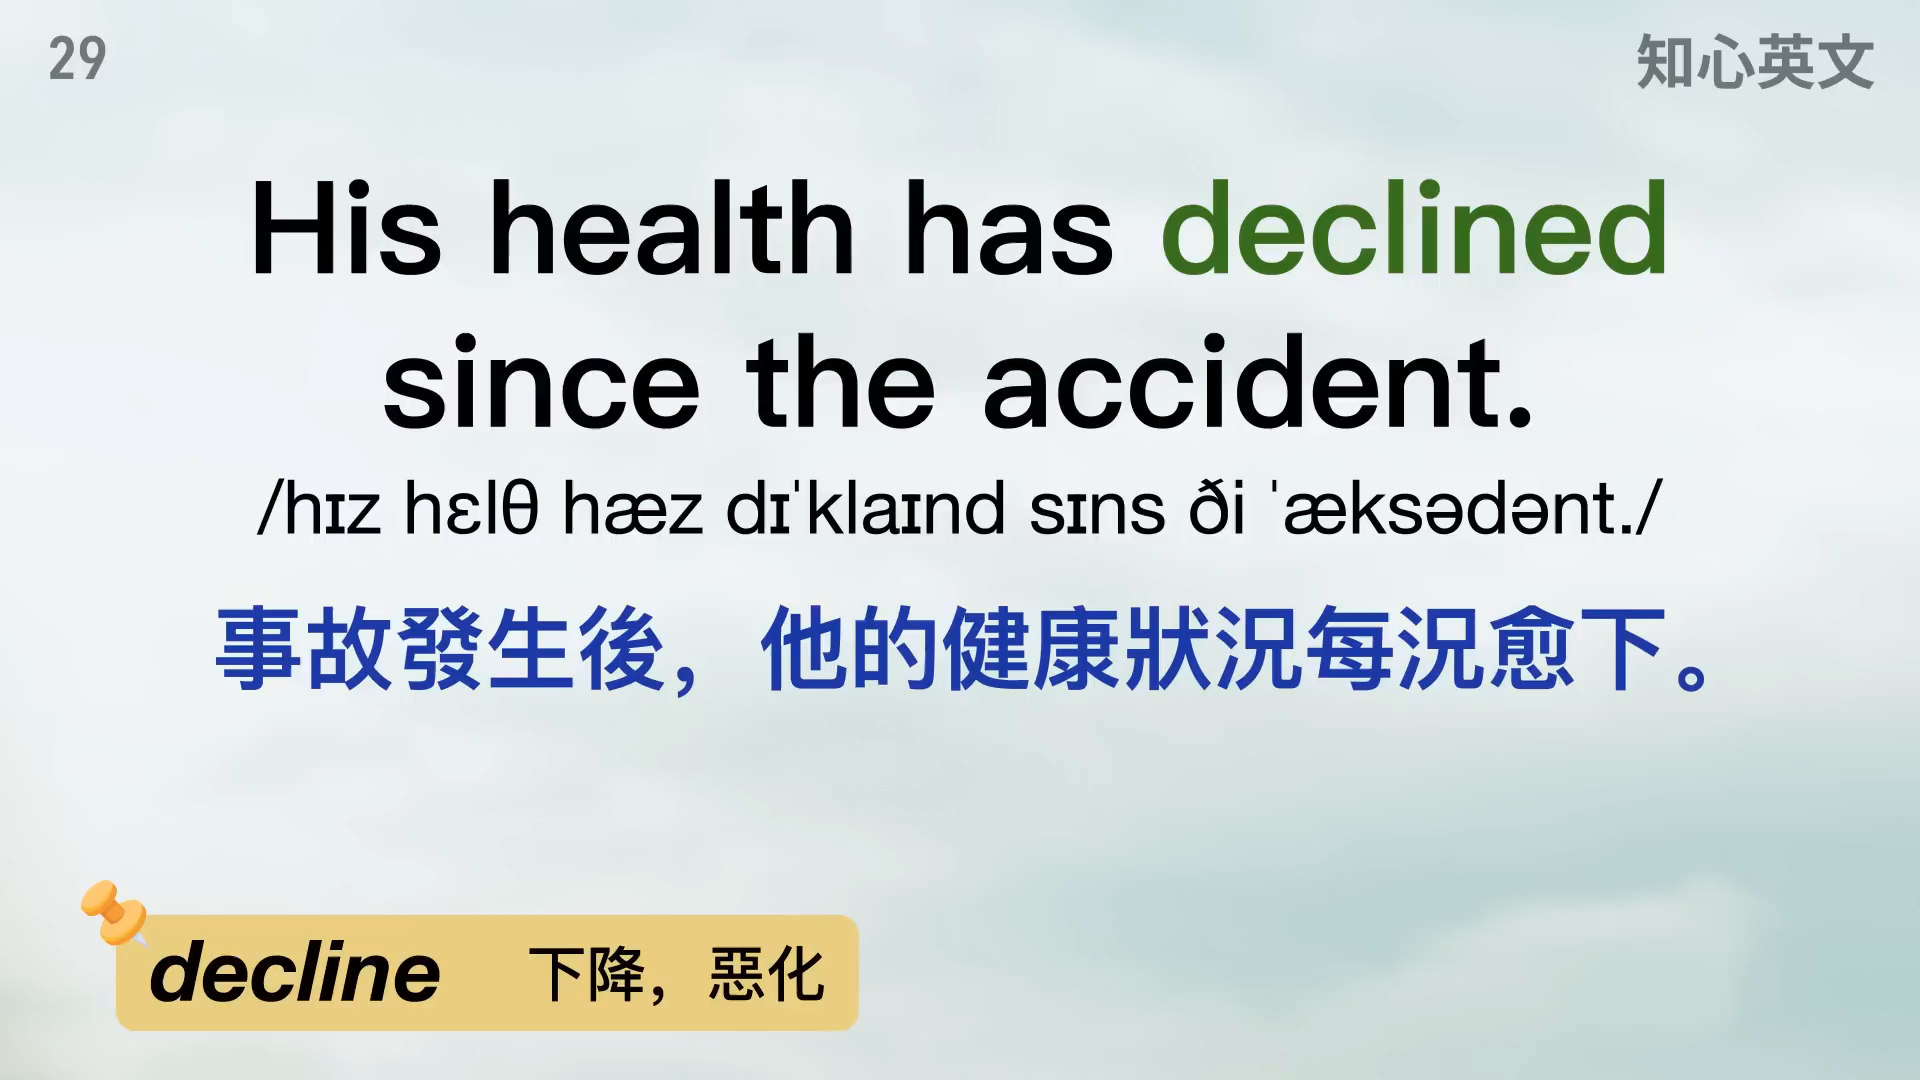 29
知心英文
His health has declined
since the accident.
/hɪz hɛlθ hæz dɪˈklaɪnd sɪns ði ˈæksədənt./
事故發生後，他的健康狀況每況愈下。
decline 下降，惡化